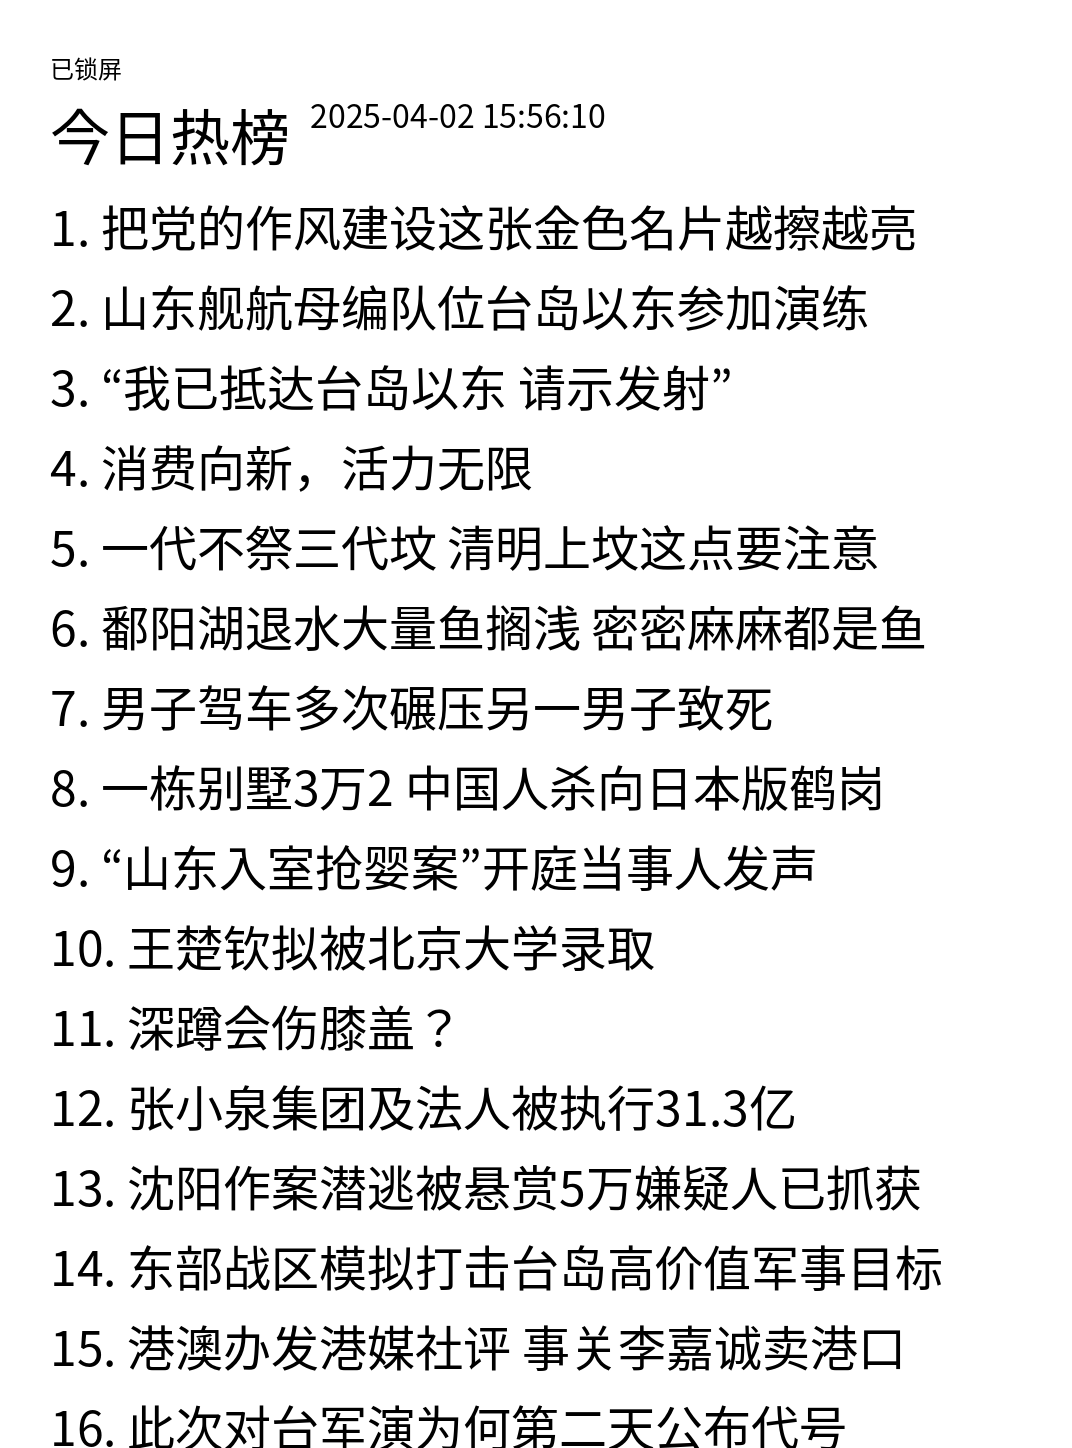 已锁屏
今日热榜 2025-04-02 15:56:10
1. 把党的作风建设这张金色名片越擦越亮
2. 山东舰航母编队位台岛以东参加演练
3. “我已抵达台岛以东 请示发射”
4. 消费向新，活力无限
5. 一代不祭三代坟 清明上坟这点要注意
6. 鄱阳湖退水大量鱼搁浅 密密麻麻都是鱼
7. 男子驾车多次碾压另一男子致死
8. 一栋别墅3万2 中国人杀向日本版鹤岗
9. “山东入室抢婴案”开庭当事人发声
10. 王楚钦拟被北京大学录取
11. 深蹲会伤膝盖？
12. 张小泉集团及法人被执行31.3亿
13. 沈阳作案潜逃被悬赏5万嫌疑人已抓获
14. 东部战区模拟打击台岛高价值军事目标
15. 港澳办发港媒社评 事关李嘉诚卖港口
16. 此次对台军演为何第二天公布代号